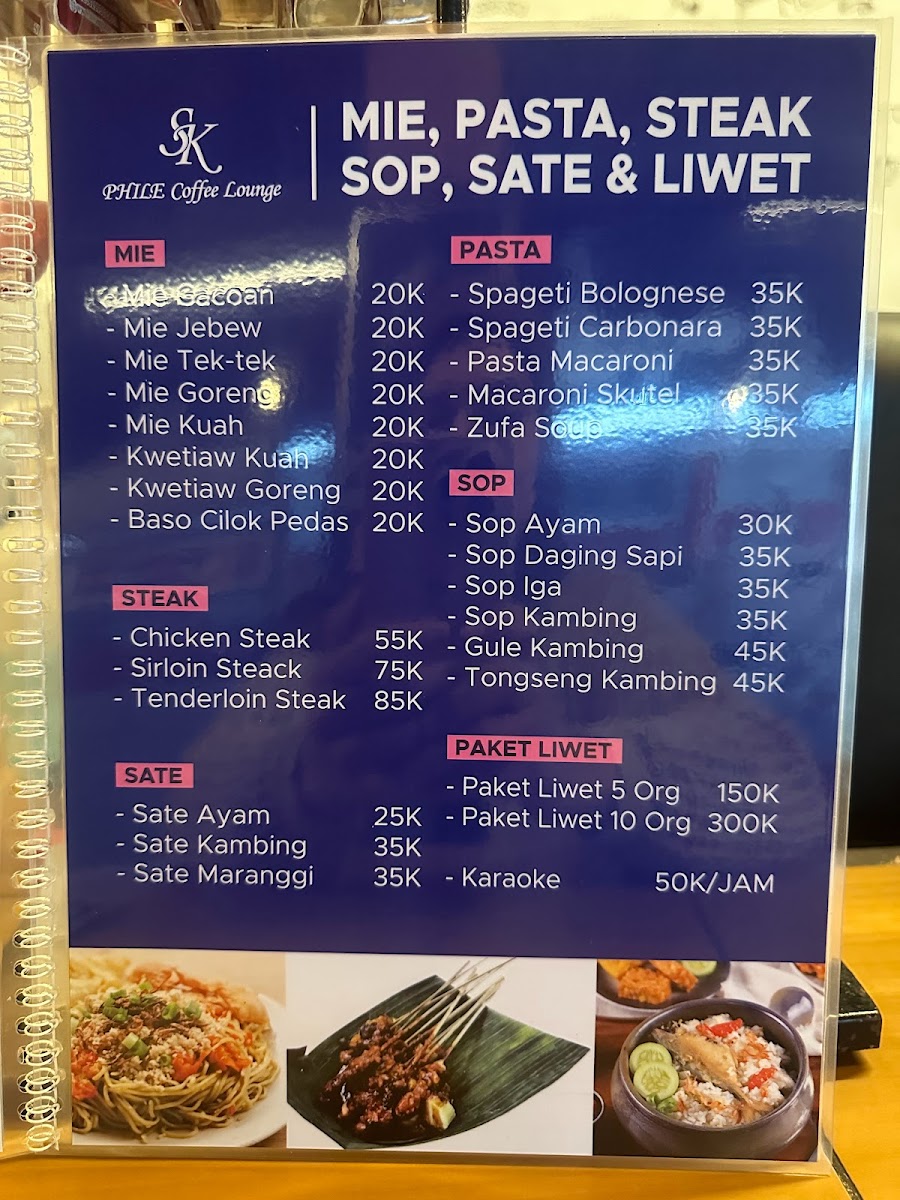 SK
PHILE Coffee Lounge
MIE, PASTA, STEAK
SOP, SATE & LIWET
MIE
- Mie Gacoan 20K
- Mie Jebew 20K
- Mie Tek-tek 20K
- Mie Goreng 20K
- Mie Kuah 20K
- Kwetiaw Kuah 20K
- Kwetiaw Goreng 20K
- Baso Cilok Pedas 20K
STEAK
- Chicken Steak 55K
- Sirloin Steack 75K
- Tenderloin Steak 85K
SATE
- Sate Ayam 25K
- Sate Kambing 35K
- Sate Maranggi 35K
PASTA
- Spageti Bolognese 35K
- Spageti Carbonara 35K
- Pasta Macaroni 35K
- Macaroni Skutel 35K
- Zufa Soup 35K
SOP
- Sop Ayam 30K
- Sop Daging Sapi 35K
- Sop Iga 35K
- Sop Kambing 35K
- Gule Kambing 45K
- Tongseng Kambing 45K
PAKET LIWET
- Paket Liwet 5 Org 150K
- Paket Liwet 10 Org 300K
- Karaoke 50K/JAM